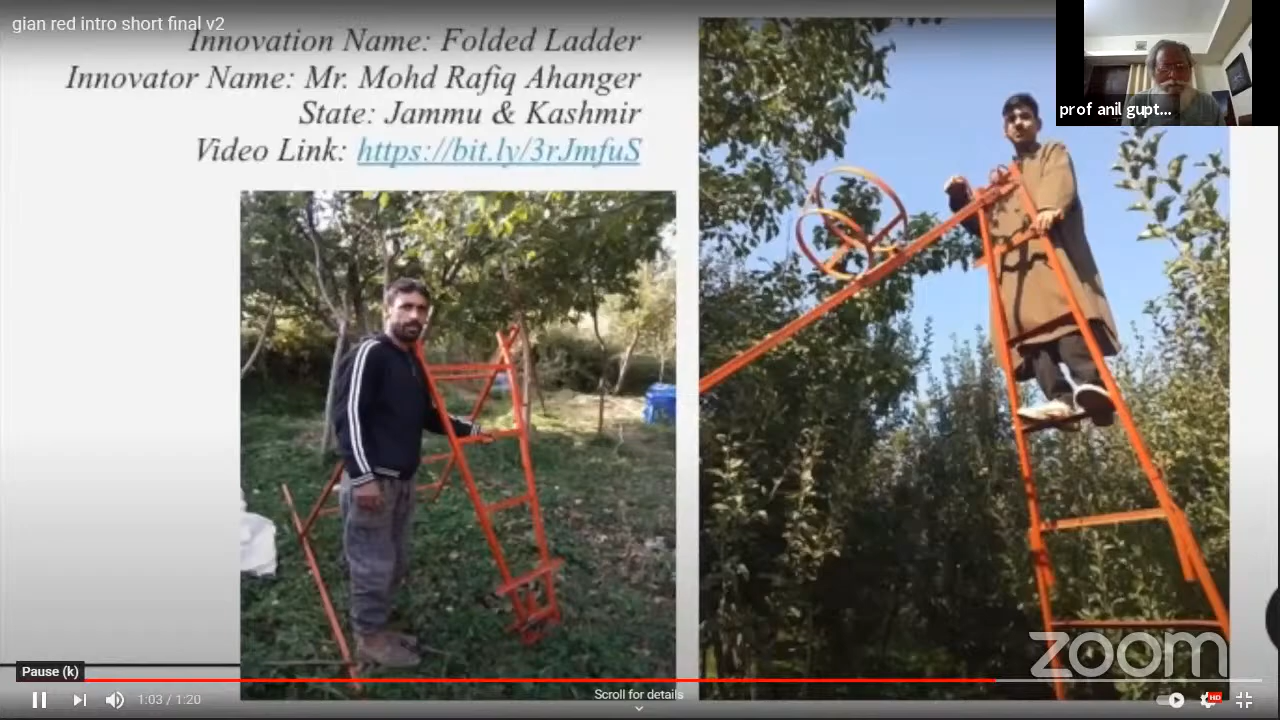 gian red intro short final v2
Innovation Name: Folded Ladder
Innovator Name: Mr. Mohd Rafiq Ahanger
State: Jammu & Kashmir
Video Link: https://bit.ly/3rJmfuS
prof anil gupt...
zoom
Pause (k)
1:03 / 1:20
Scroll for details
HD